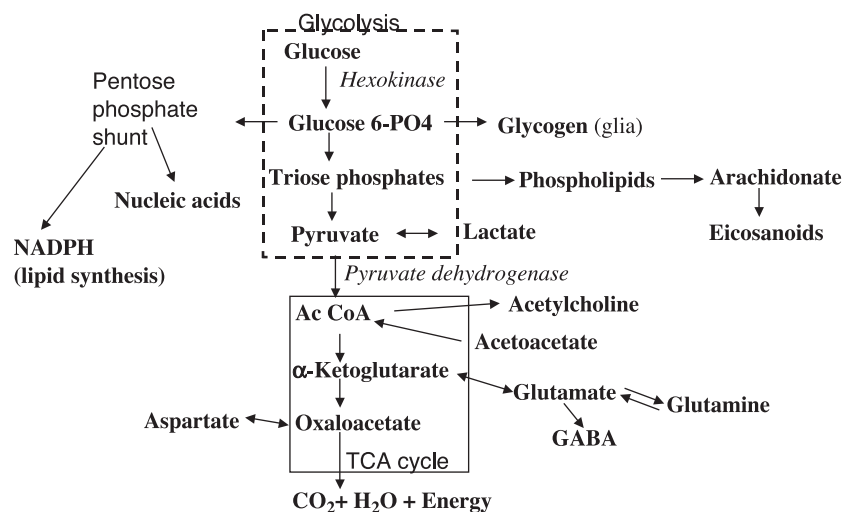 Glycolysis
Glucose
Hexokinase
Pentose
phosphate
shunt
Glucose 6-PO4
Glycogen (glia)
Triose phosphates
Phospholipids
Arachidonate
Nucleic acids
Pyruvate
Lactate
Eicosanoids
NADPH
(lipid synthesis)
Pyruvate dehydrogenase
Ac CoA
Acetylcholine
Acetoacetate
α-Ketoglutarate
Glutamate
Glutamine
Aspartate
Oxaloacetate
GABA
TCA cycle
CO₂+ H₂O + Energy